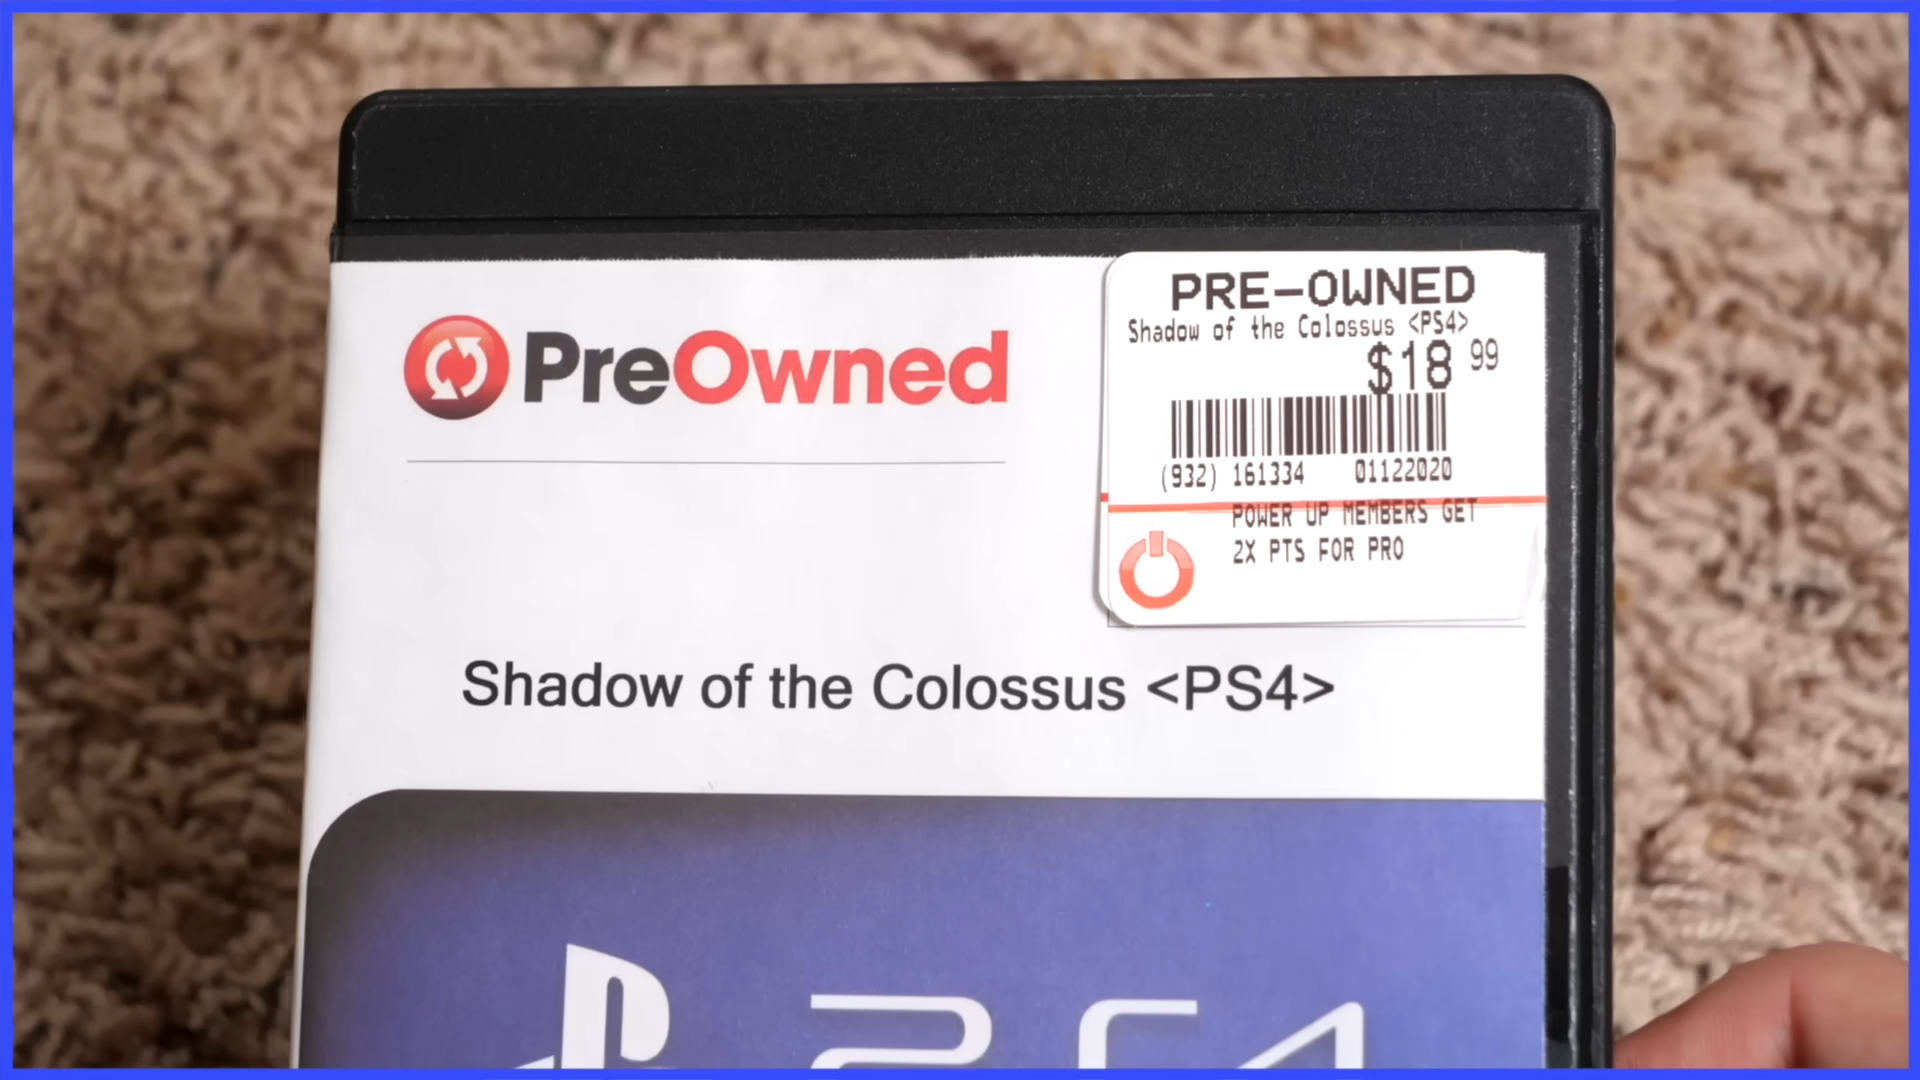 PreOwned
PRE-OWNED
Shadow of the Colossus <PS4>
$18 99
(932) 161334 01122020
POWER UP MEMBERS GET
2X PTS FOR PRO
Shadow of the Colossus <PS4>
PS4